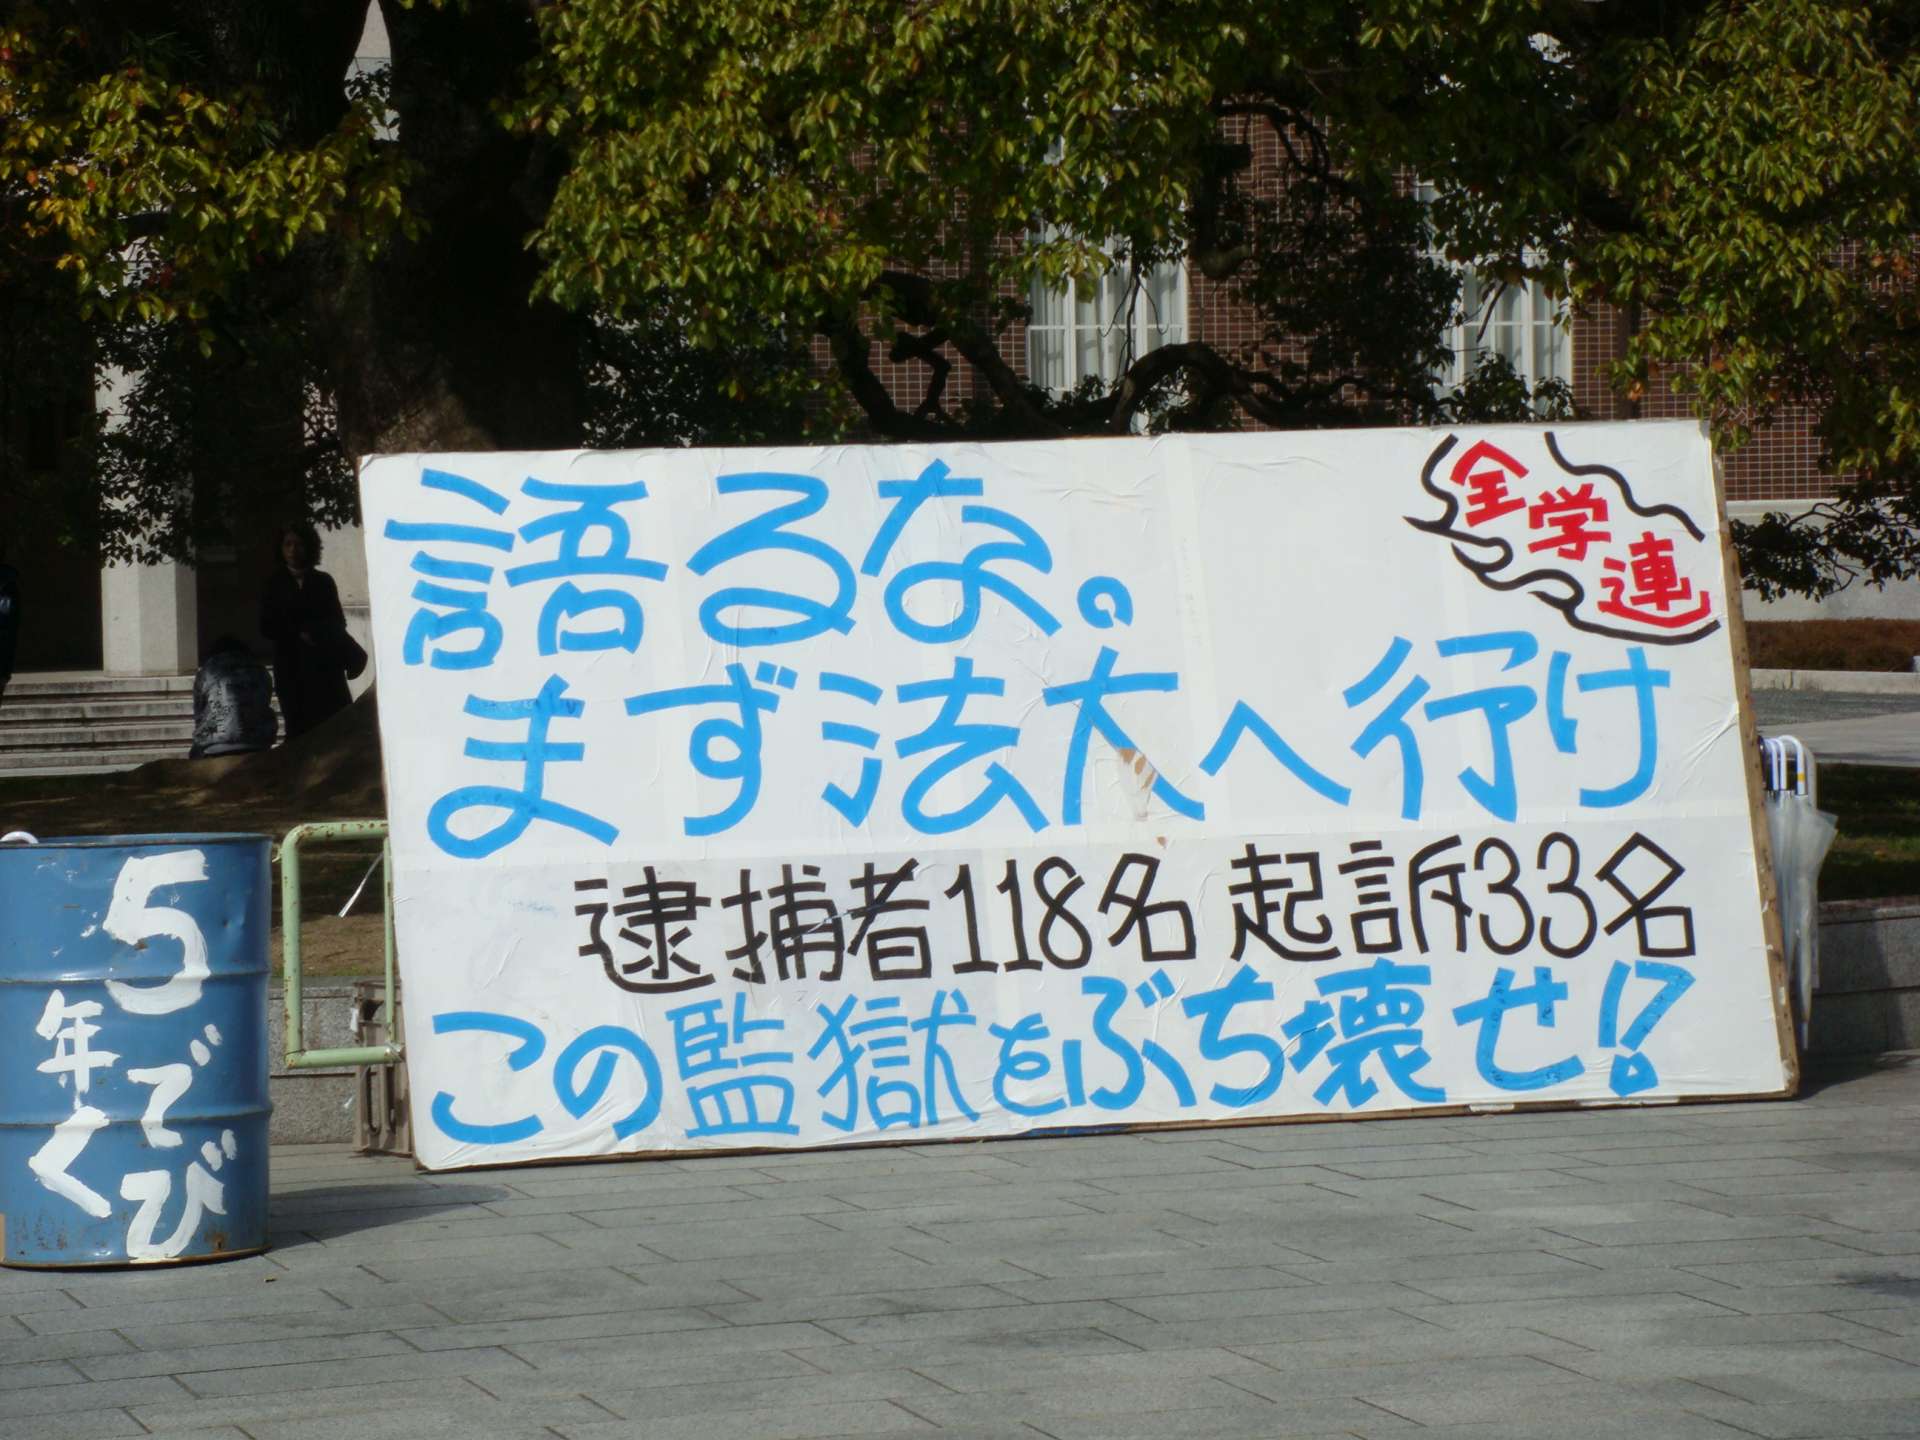 全学連
語るな。
まず法大へ行け
逮捕者118名 起訴33名
この監獄をぶち壊せ!?
5年でくび